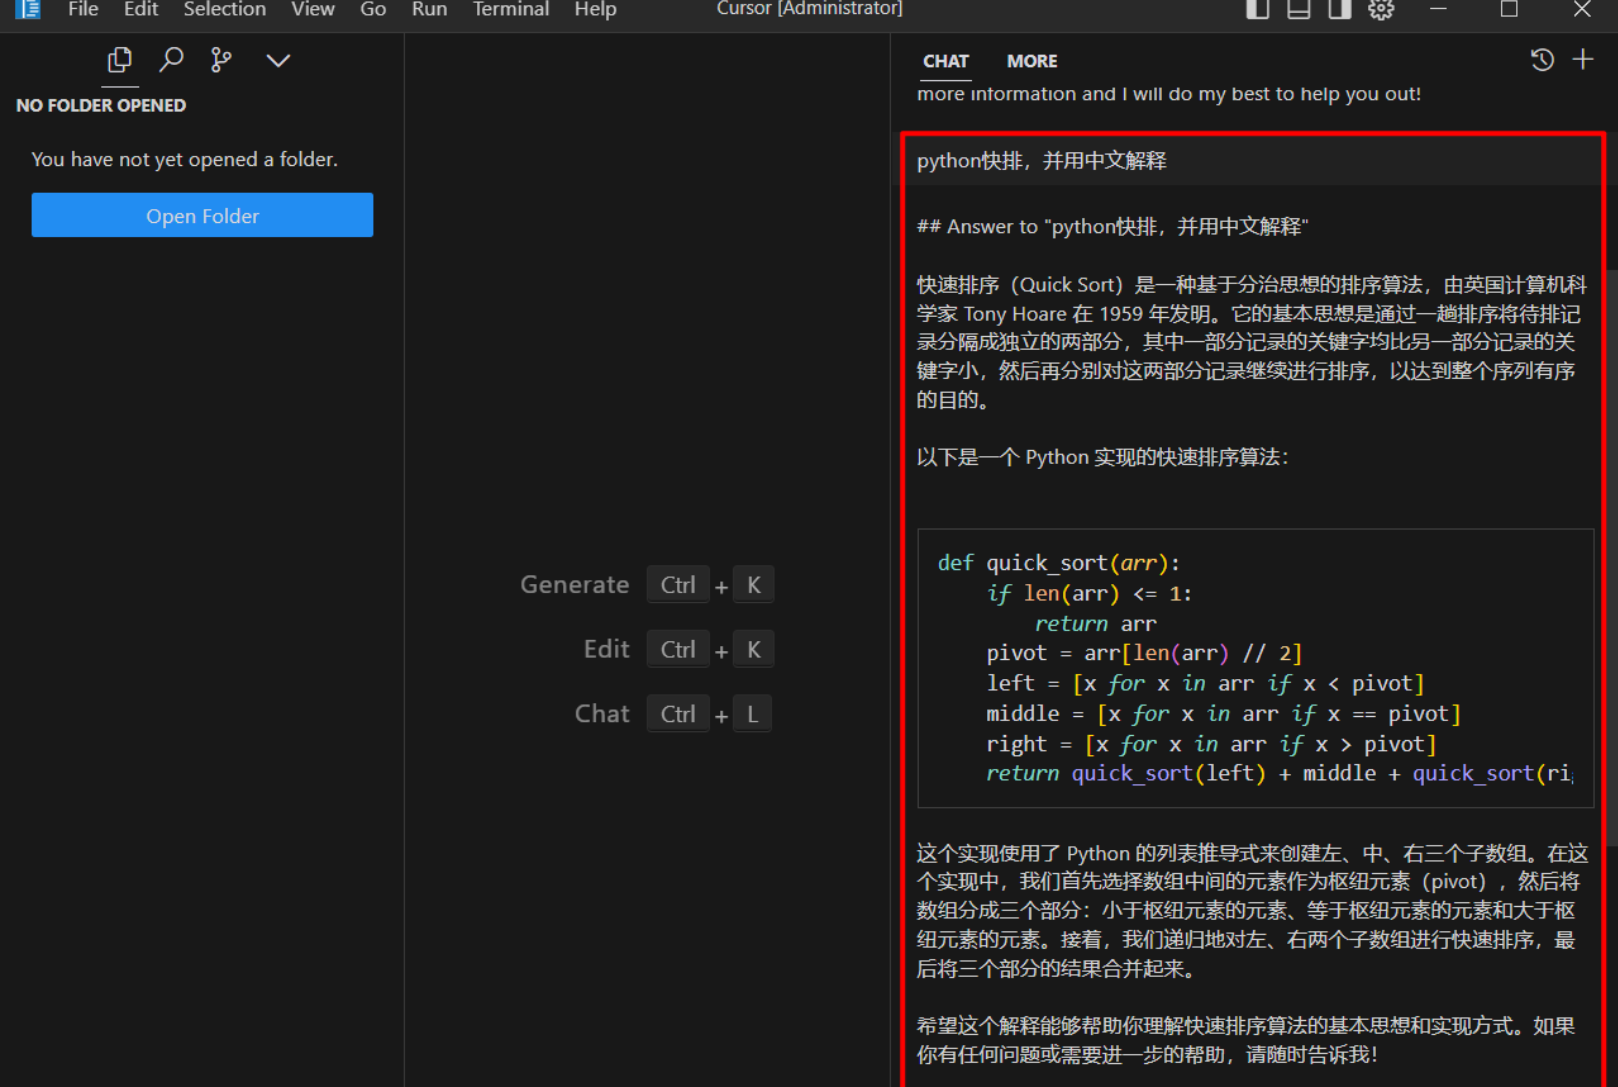 File Edit Selection View Go Run Terminal Help
Cursor [Administrator]
NO FOLDER OPENED
You have not yet opened a folder.
Open Folder
Generate Ctrl + K
Edit Ctrl + K
Chat Ctrl + L
CHAT MORE
more information and I will do my best to help you out!
python快排，并用中文解释
## Answer to "python快排，并用中文解释"
快速排序（Quick Sort）是一种基于分治思想的排序算法，由英国计算机科
学家 Tony Hoare 在 1959 年发明。它的基本思想是通过一趟排序将待排记
录分隔成独立的两部分，其中一部分记录的关键字均比另一部分记录的关
键字小，然后再分别对这两部分记录继续进行排序，以达到整个序列有序
的目的。
以下是一个 Python 实现的快速排序算法：
def quick_sort(arr):
    if len(arr) <= 1:
        return arr
    pivot = arr[len(arr) // 2]
    left = [x for x in arr if x < pivot]
    middle = [x for x in arr if x == pivot]
    right = [x for x in arr if x > pivot]
    return quick_sort(left) + middle + quick_sort(ri
这个实现使用了 Python 的列表推导式来创建左、中、右三个子数组。在这
个实现中，我们首先选择数组中间的元素作为枢纽元素（pivot），然后将
数组分成三个部分：小于枢纽元素的元素、等于枢纽元素的元素和大于枢
纽元素的元素。接着，我们递归地对左、右两个子数组进行快速排序，最
后将三个部分的结果合并起来。
希望这个解释能够帮助你理解快速排序算法的基本思想和实现方式。如果
你有任何问题或需要进一步的帮助，请随时告诉我！